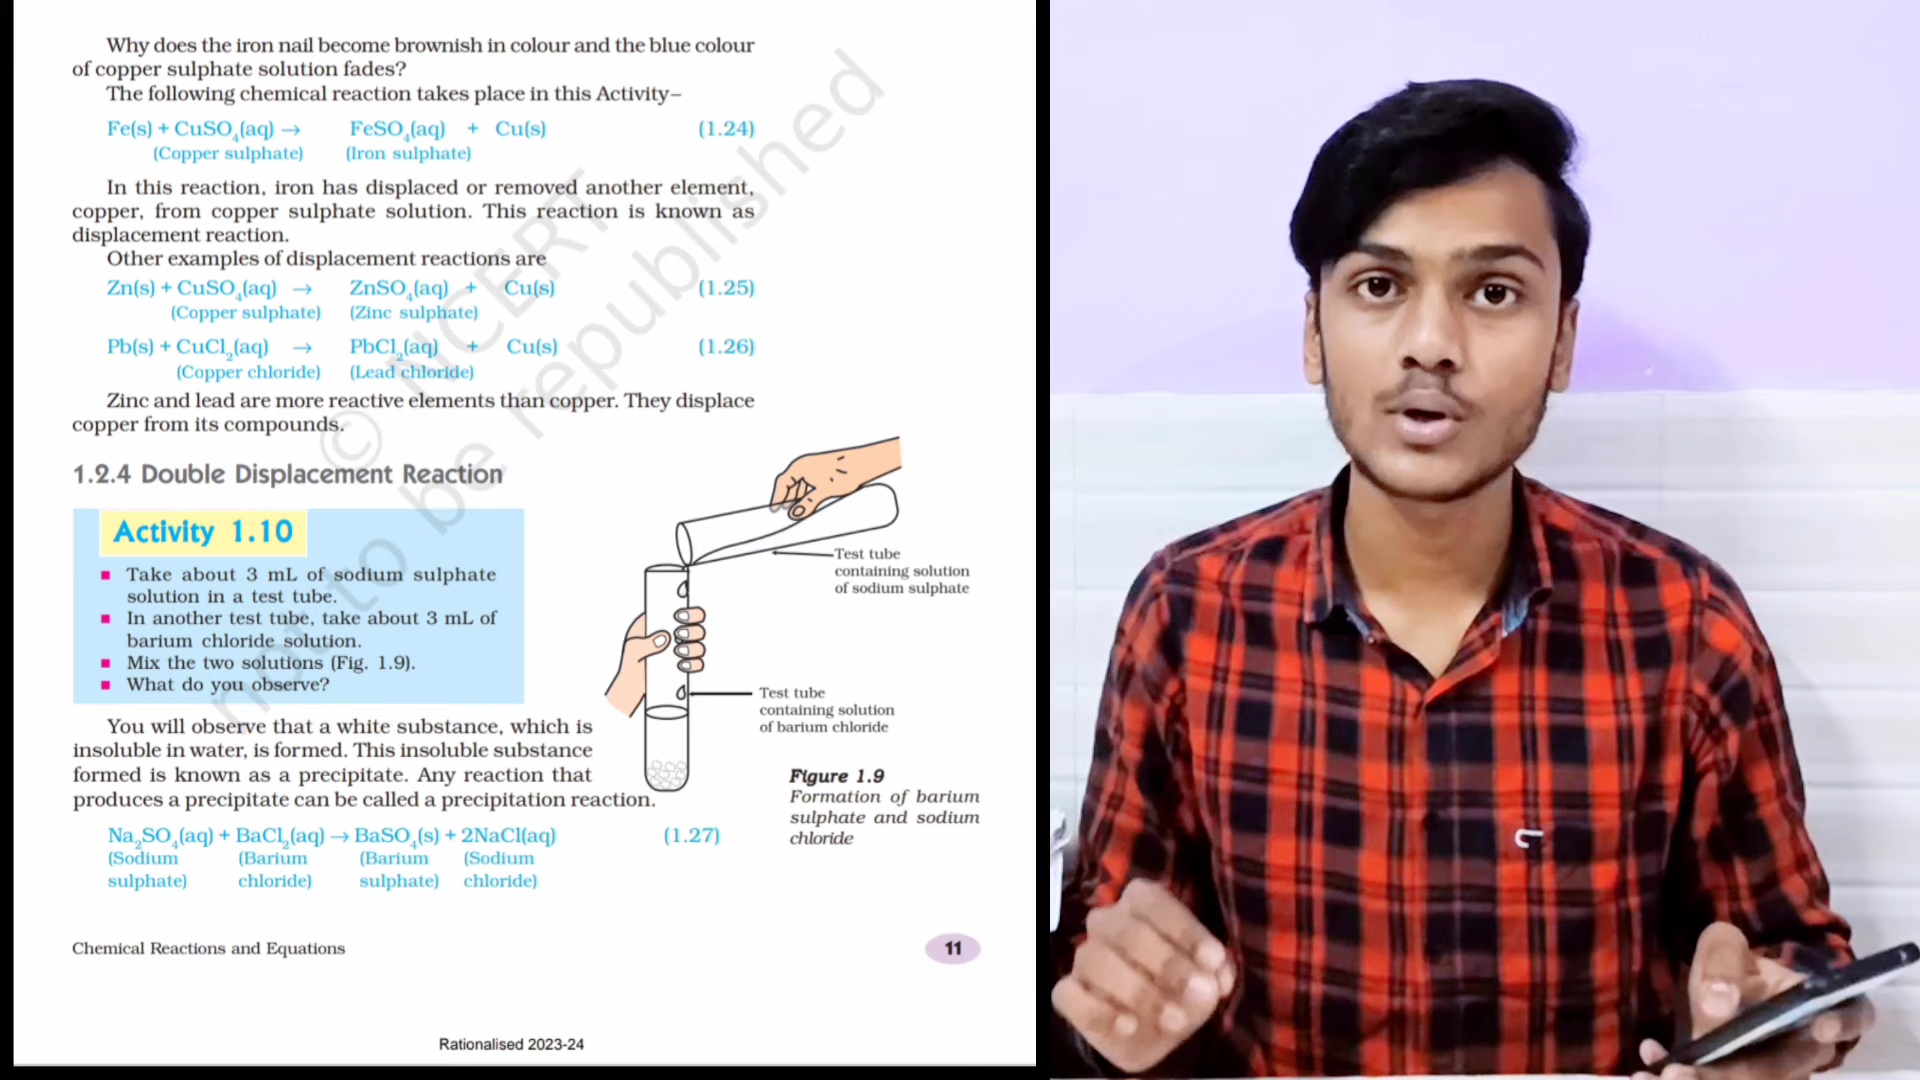 Why does the iron nail become brownish in colour and the blue colour
of copper sulphate solution fades?
The following chemical reaction takes place in this Activity–
Fe(s) + CuSO₄(aq) → FeSO₄(aq) + Cu(s) (1.24)
(Copper sulphate) (Iron sulphate)
In this reaction, iron has displaced or removed another element,
copper, from copper sulphate solution. This reaction is known as
displacement reaction.
Other examples of displacement reactions are
Zn(s) + CuSO₄(aq) → ZnSO₄(aq) + Cu(s) (1.25)
(Copper sulphate) (Zinc sulphate)
Pb(s) + CuCl₂(aq) → PbCl₂(aq) + Cu(s) (1.26)
(Copper chloride) (Lead chloride)
Zinc and lead are more reactive elements than copper. They displace
copper from its compounds.
1.2.4 Double Displacement Reaction
Activity 1.10
Take about 3 mL of sodium sulphate
solution in a test tube.
In another test tube, take about 3 mL of
barium chloride solution.
Mix the two solutions (Fig. 1.9).
What do you observe?
Test tube
containing solution
of sodium sulphate
Test tube
containing solution
of barium chloride
Figure 1.9
Formation of barium
sulphate and sodium
chloride
You will observe that a white substance, which is
insoluble in water, is formed. This insoluble substance
formed is known as a precipitate. Any reaction that
produces a precipitate can be called a precipitation reaction.
Na₂SO₄(aq) + BaCl₂(aq) → BaSO₄(s) + 2NaCl(aq) (1.27)
(Sodium (Barium (Barium (Sodium
sulphate) chloride) sulphate) chloride)
Chemical Reactions and Equations
11
Rationalised 2023-24
© NCERT
not to be republished